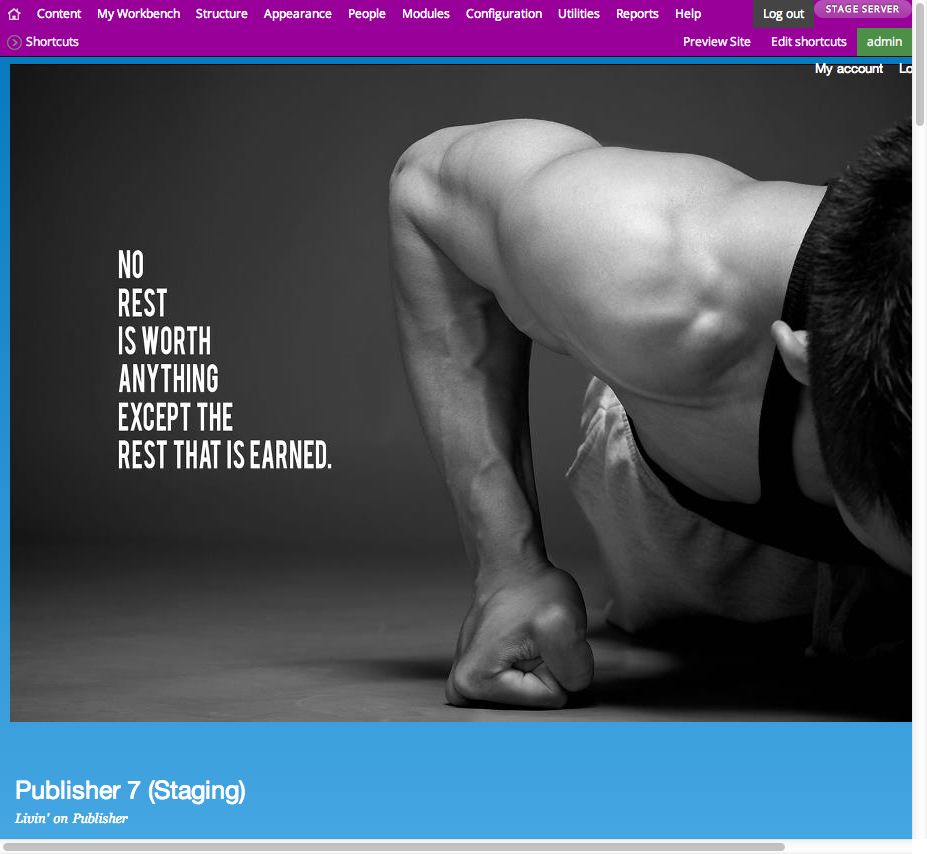 Content My Workbench Structure Appearance People Modules Configuration Utilities Reports Help Log out STAGE SERVER
Shortcuts Preview Site Edit shortcuts admin
My account Lo
NO
REST
IS WORTH
ANYTHING
EXCEPT THE
REST THAT IS EARNED.
Publisher 7 (Staging)
Livin' on Publisher